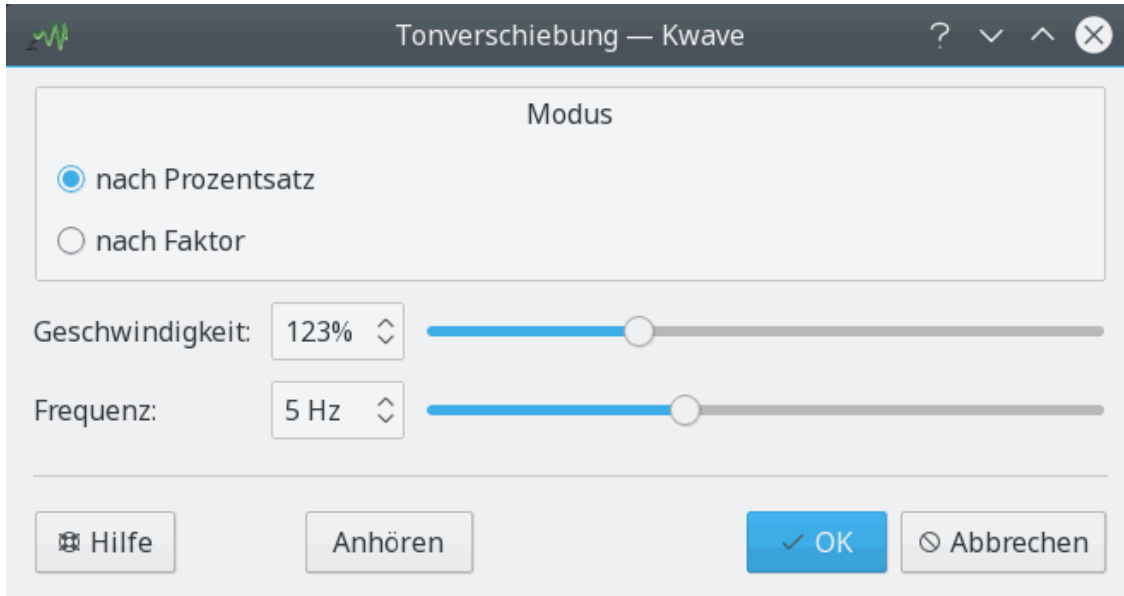 Tonverschiebung — Kwave
Modus
nach Prozentsatz
nach Faktor
Geschwindigkeit: 123%
Frequenz: 5 Hz
Hilfe Anhören OK Abbrechen